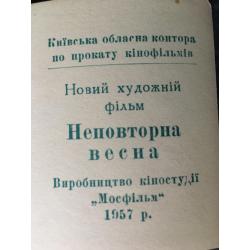 Київська обласна контора
по прокату кінофільмів
Новий художній
фільм
Неповторна
весна
Виробництво кіностудії
„Мосфільм"
1957 р.